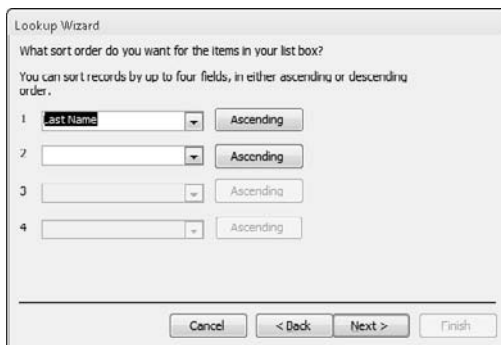 Lookup Wizard
What sort order do you want for the items in your list box?
You can sort records by up to four fields, in either ascending or descending
order.
1 Last Name Ascending
2 Ascending
3 Ascending
4 Ascending
Cancel < Back Next > Finish